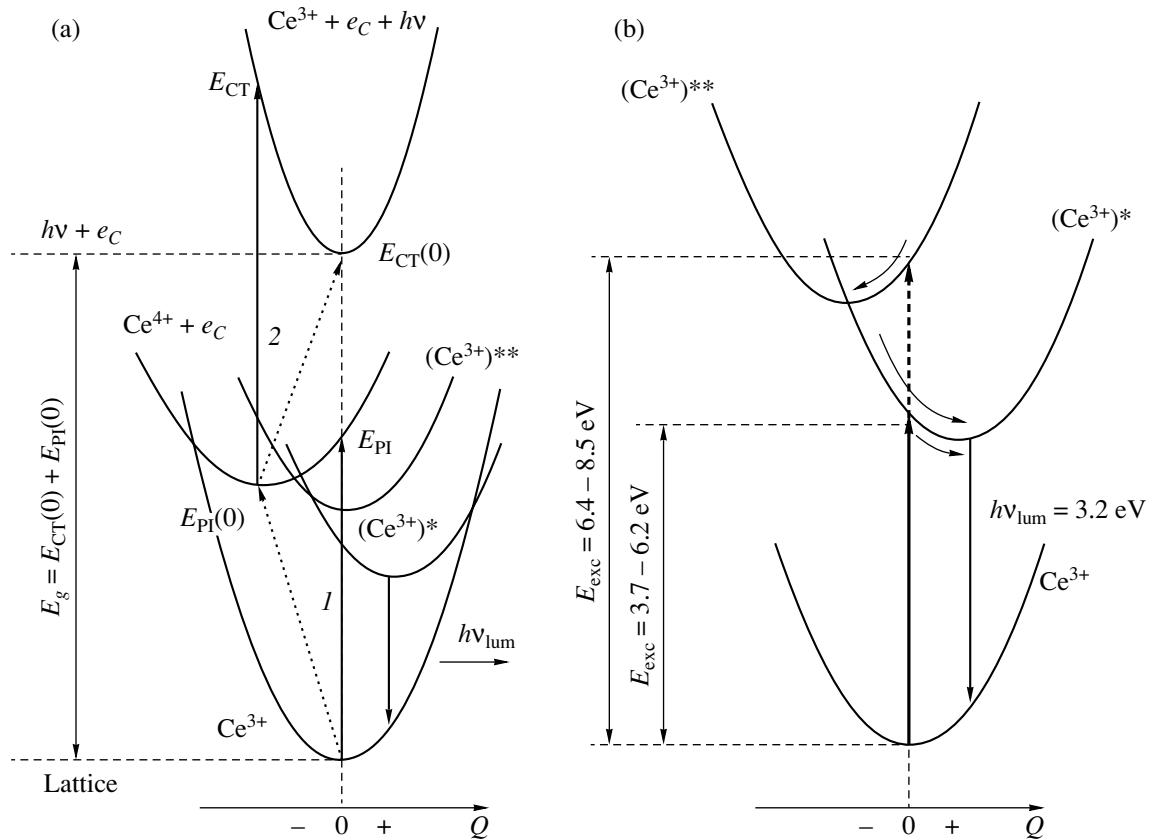 (a)
Ce³⁺ + e_C + hν
E_CT
hν + e_C
E_CT(0)
Ce⁴⁺ + e_C
2
(Ce³⁺)**
E_PI
E_PI(0)
(Ce³⁺)*
E_g = E_CT(0) + E_PI(0)
1
hν_lum
Ce³⁺
Lattice
– 0 + Q
(b)
(Ce³⁺)**
(Ce³⁺)*
E_exc = 6.4 – 8.5 eV
E_exc = 3.7 – 6.2 eV
hν_lum = 3.2 eV
Ce³⁺
– 0 + Q